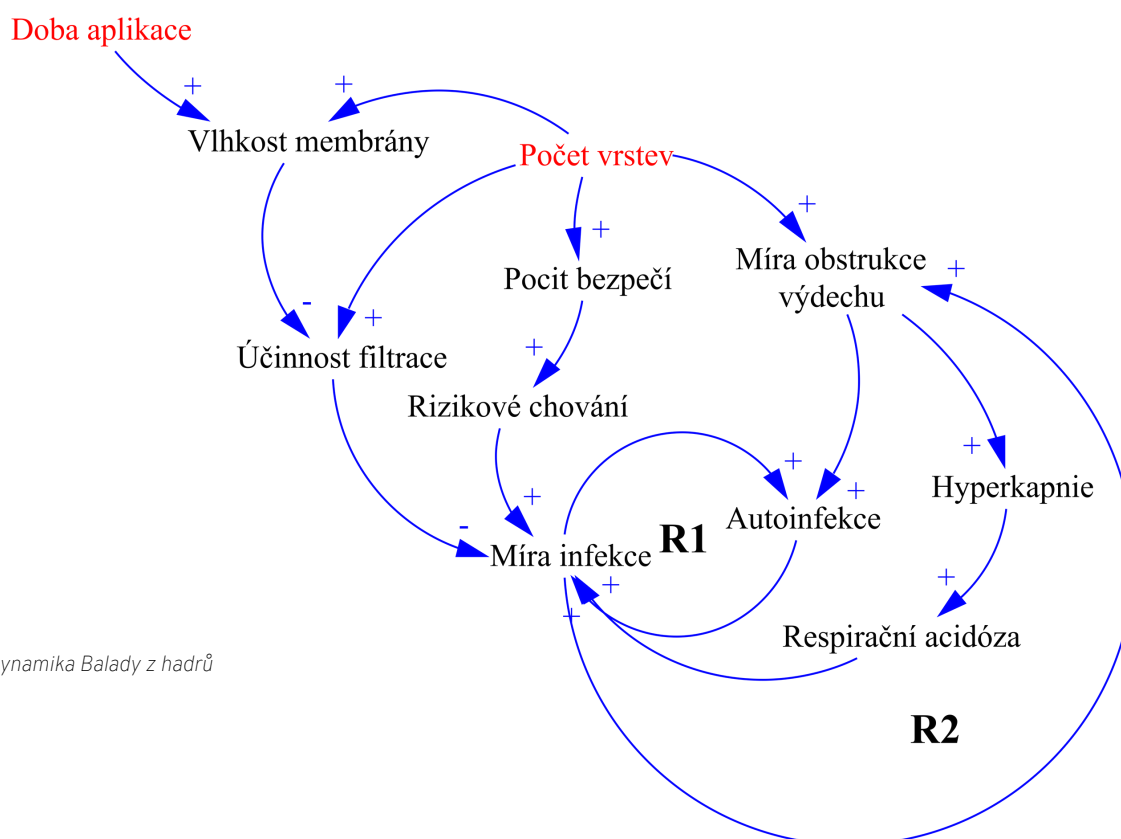 Doba aplikace
+
+
Vlhkost membrány
Počet vrstev
+
+
Míra obstrukce
výdechu
+
Pocit bezpečí
-
+
Účinnost filtrace
+
Rizikové chování
+
+
Hyperkapnie
+
+
Autoinfekce
-
R1
Míra infekce
+
+
+
Respirační acidóza
ynamika Balady z hadrů
R2